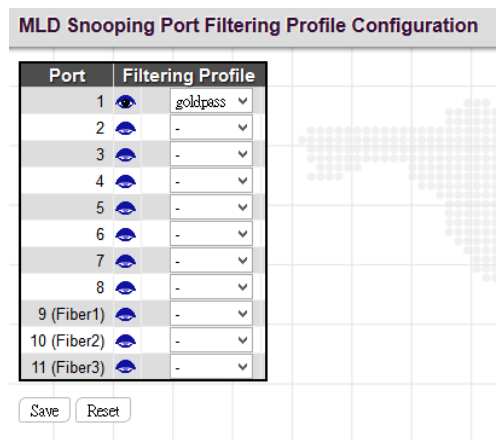 MLD Snooping Port Filtering Profile Configuration
Port Filtering Profile
1 goldpass
2 -
3 -
4 -
5 -
6 -
7 -
8 -
9 (Fiber1) -
10 (Fiber2) -
11 (Fiber3) -
Save Reset